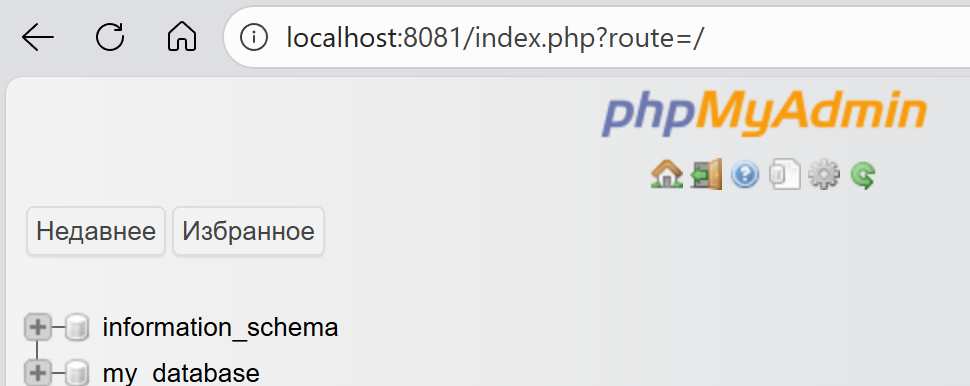 localhost:8081/index.php?route=/
phpMyAdmin
Недавнее Избранное
information_schema
my_database